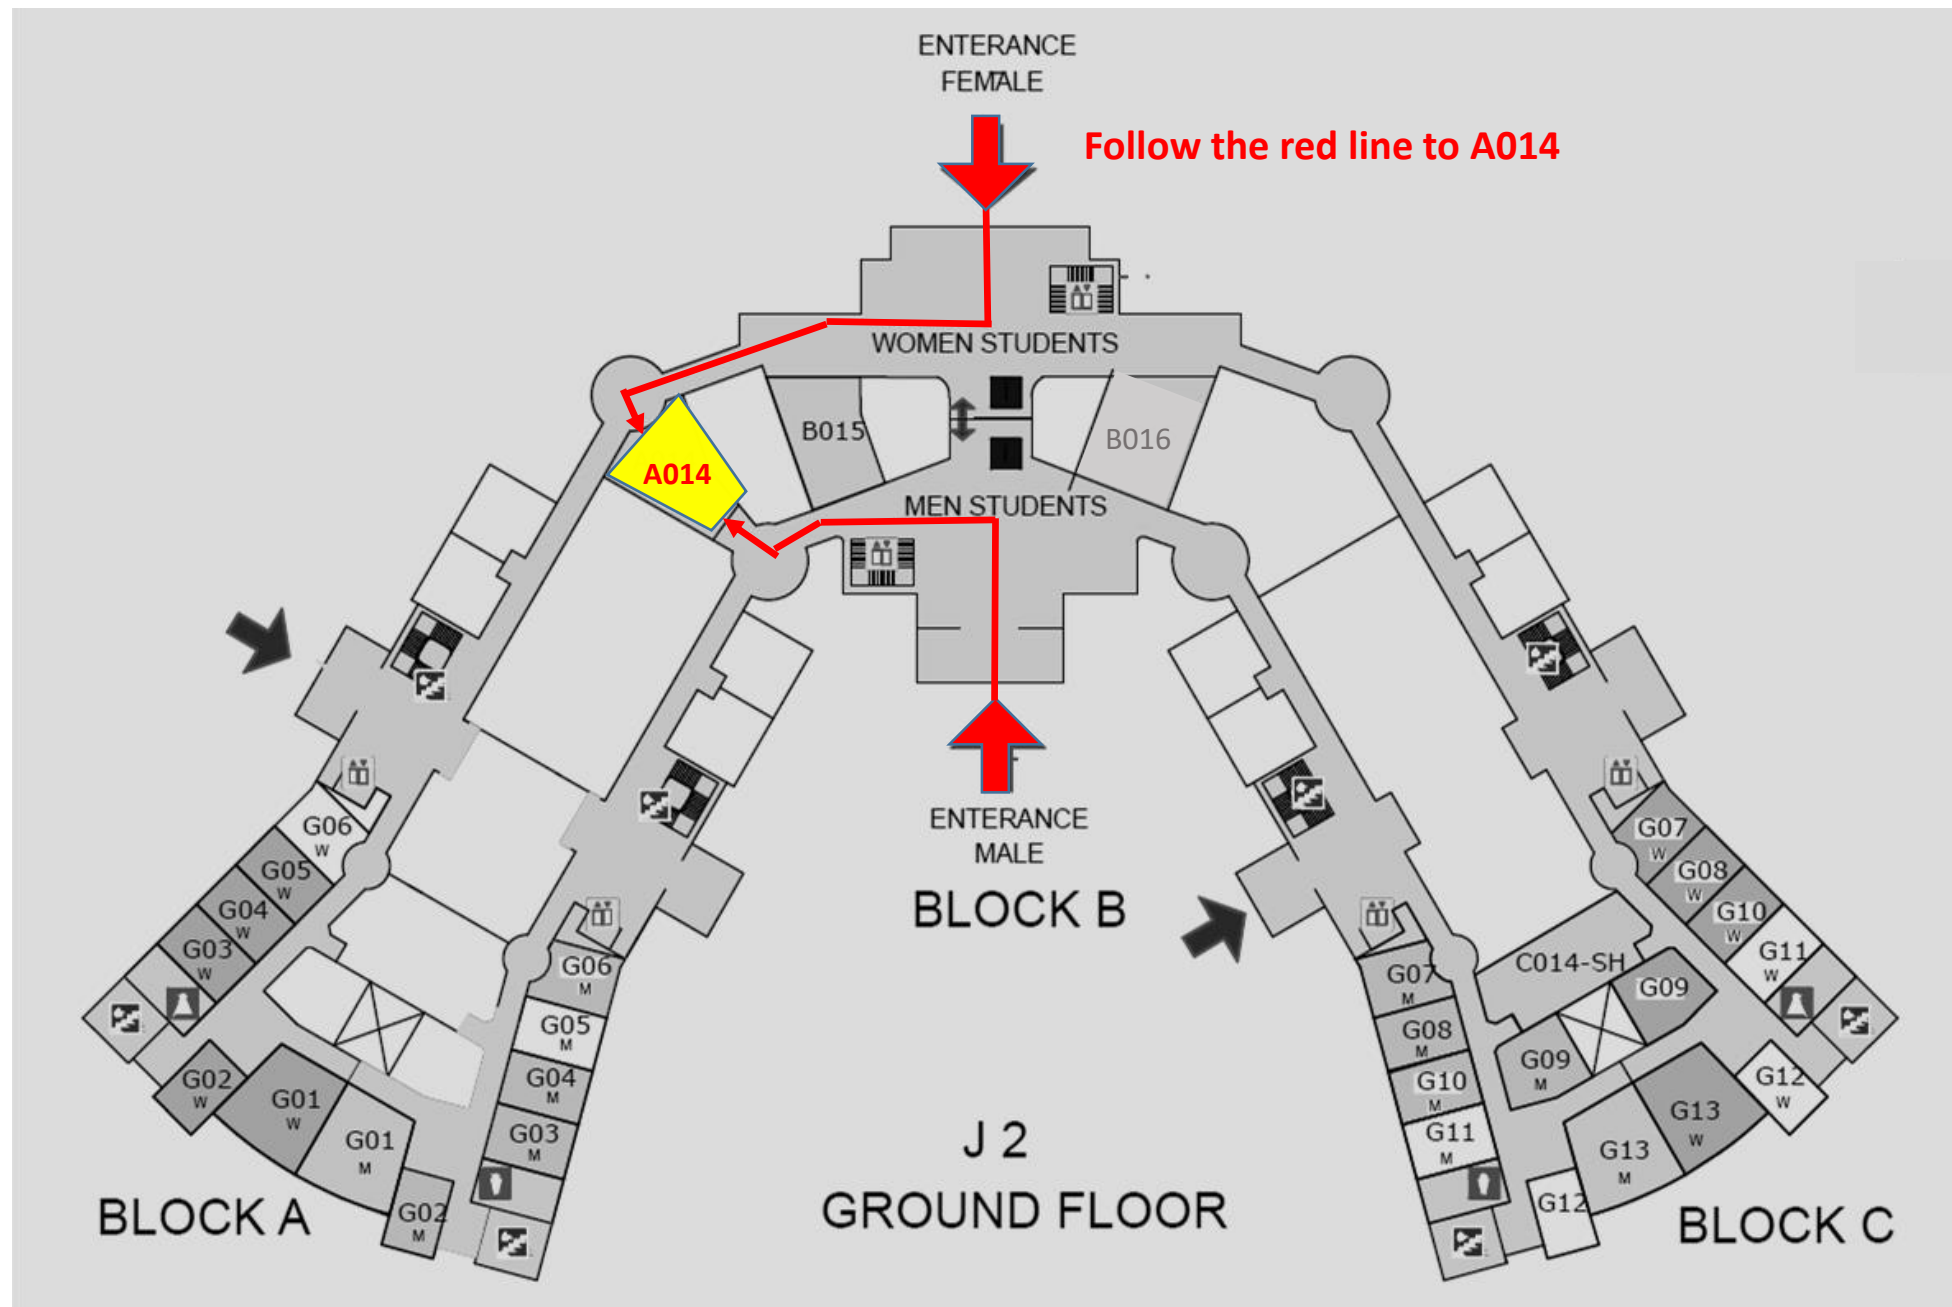 ENTERANCE
FEMALE
Follow the red line to A014
WOMEN STUDENTS
B015
B016
A014
MEN STUDENTS
ENTERANCE
MALE
BLOCK B
G06
W
G05
W
G04
W
G03
W
G02
W
G01
W
G01
M
G02
M
G06
M
G05
M
G04
M
G03
M
BLOCK A
J 2
GROUND FLOOR
G07
M
G08
M
G10
M
G11
M
G12
G13
M
G13
W
G12
W
G09
M
G09
C014-SH
G07
W
G08
W
G10
W
G11
W
BLOCK C